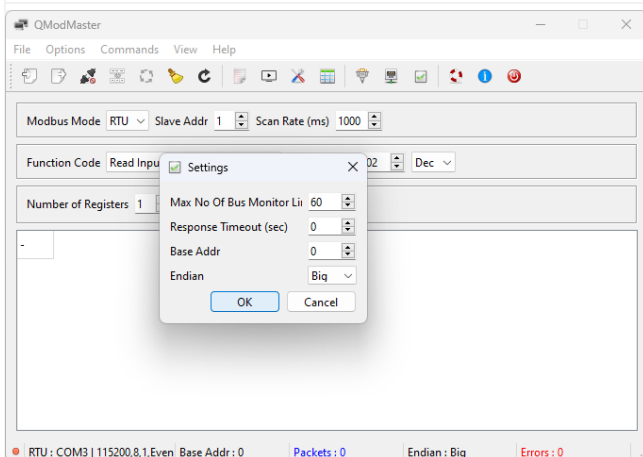 QModMaster
File Options Commands View Help
Modbus Mode RTU Slave Addr 1 Scan Rate (ms) 1000
Function Code Read Inpu 02 Dec
Number of Registers 1
-
Settings
Max No Of Bus Monitor Li 60
Response Timeout (sec) 0
Base Addr 0
Endian Big
OK Cancel
RTU : COM3 | 115200,8,1,Even Base Addr : 0 Packets : 0 Endian : Big Errors : 0